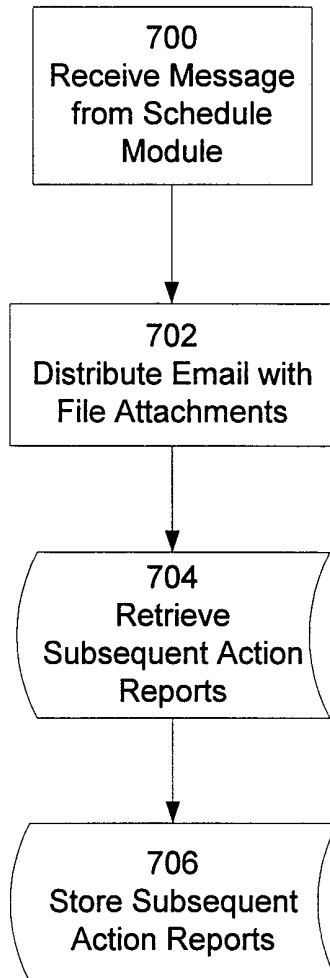 700
Receive Message
from Schedule
Module
702
Distribute Email with
File Attachments
704
Retrieve
Subsequent Action
Reports
706
Store Subsequent
Action Reports